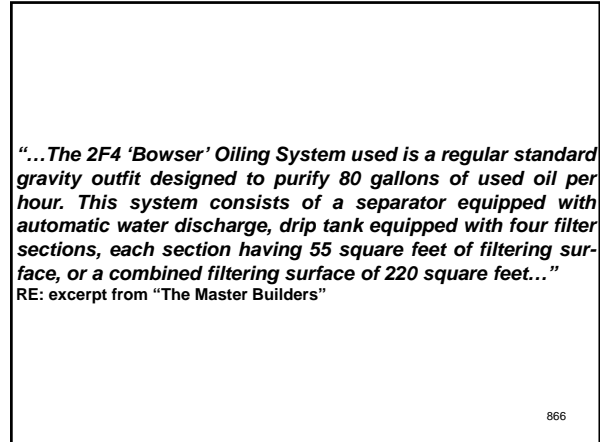 “…The 2F4 ‘Bowser’ Oiling System used is a regular standard
gravity outfit designed to purify 80 gallons of used oil per
hour. This system consists of a separator equipped with
automatic water discharge, drip tank equipped with four filter
sections, each section having 55 square feet of filtering sur-
face, or a combined filtering surface of 220 square feet…”
RE: excerpt from “The Master Builders”
866